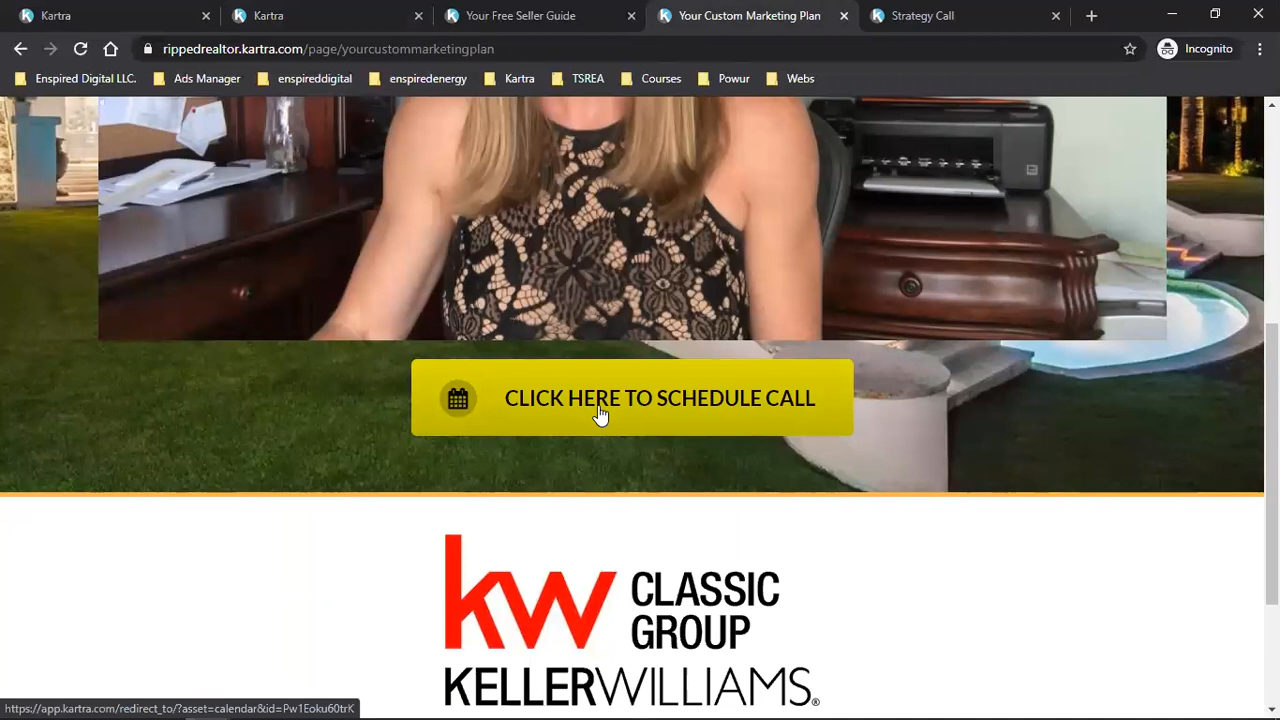 Kartra
Kartra
Your Free Seller Guide
Your Custom Marketing Plan
Strategy Call
rippedrealtor.kartra.com/page/yourcustommarketingplan
Incognito
Enspired Digital LLC.
Ads Manager
enspireddigital
enspiredenergy
Kartra
TSREA
Courses
Powur
Webs
CLICK HERE TO SCHEDULE CALL
kw CLASSIC
GROUP
KELLERWILLIAMS®
https://app.kartra.com/redirect_to/?asset=calendar&id=Pw1Eoku60trK